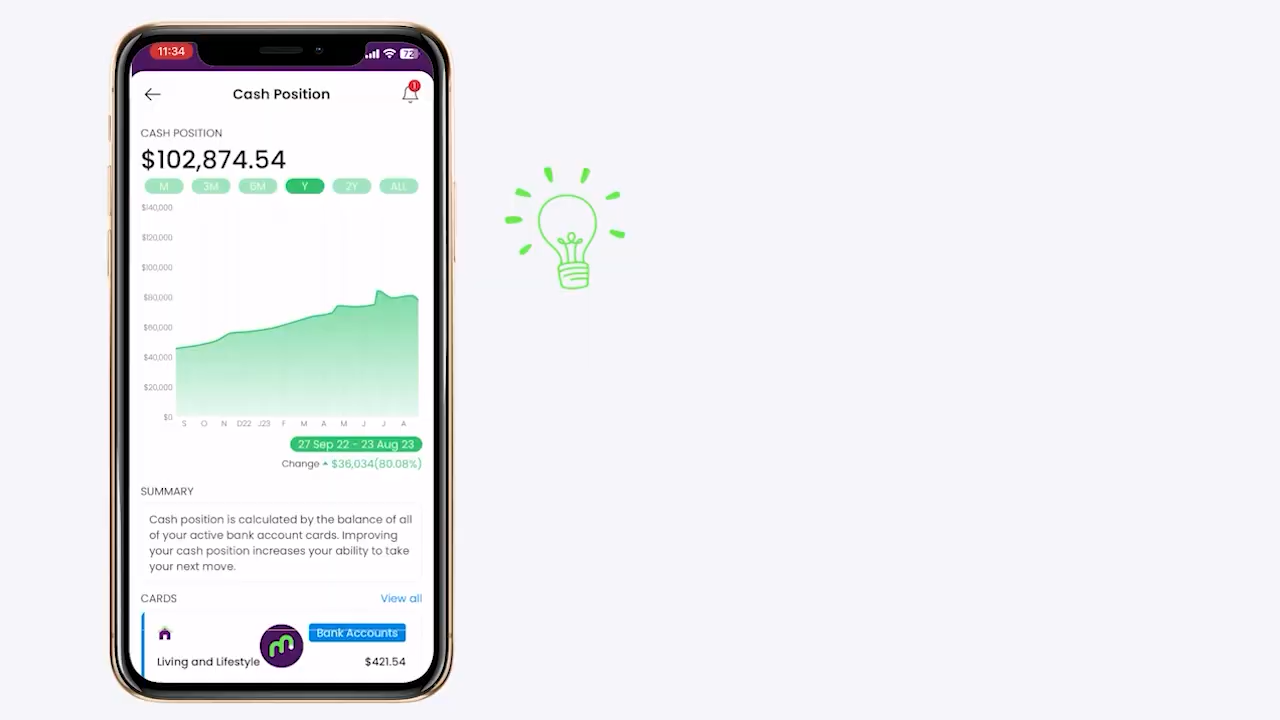 11:34
72
Cash Position
1
CASH POSITION
$102,874.54
M 3M 6M Y 2Y ALL
$140,000
$120,000
$100,000
$80,000
$60,000
$40,000
$20,000
$0
S O N D22 J23 F M A M J J A
27 Sep 22 - 23 Aug 23
Change $36,034(80.08%)
SUMMARY
Cash position is calculated by the balance of all
of your active bank account cards. Improving
your cash position increases your ability to take
your next move.
CARDS View all
Bank Accounts
Living and Lifestyle $421.54